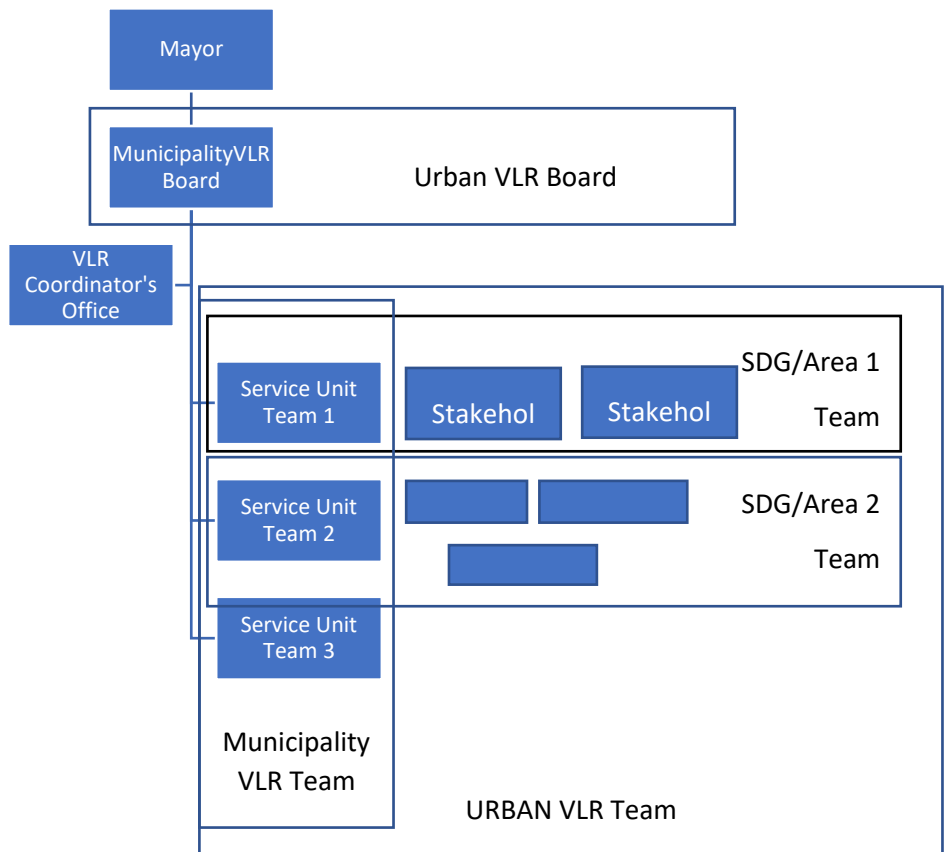 Mayor
MunicipalityVLR
Board
Urban VLR Board
VLR
Coordinator's
Office
SDG/Area 1
Team
Service Unit
Team 1
Stakehol
Stakehol
SDG/Area 2
Team
Service Unit
Team 2
Service Unit
Team 3
Municipality
VLR Team
URBAN VLR Team